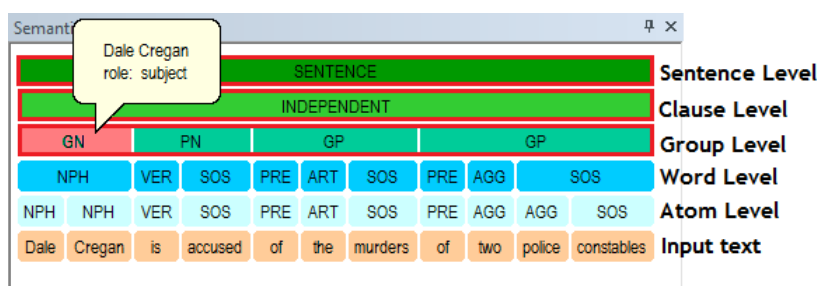 Semanti
Dale Cregan
role: subject
SENTENCE Sentence Level
INDEPENDENT Clause Level
GN PN GP GP Group Level
NPH VER SOS PRE ART SOS PRE AGG SOS Word Level
NPH NPH VER SOS PRE ART SOS PRE AGG AGG SOS Atom Level
Dale Cregan is accused of the murders of two police constables Input text